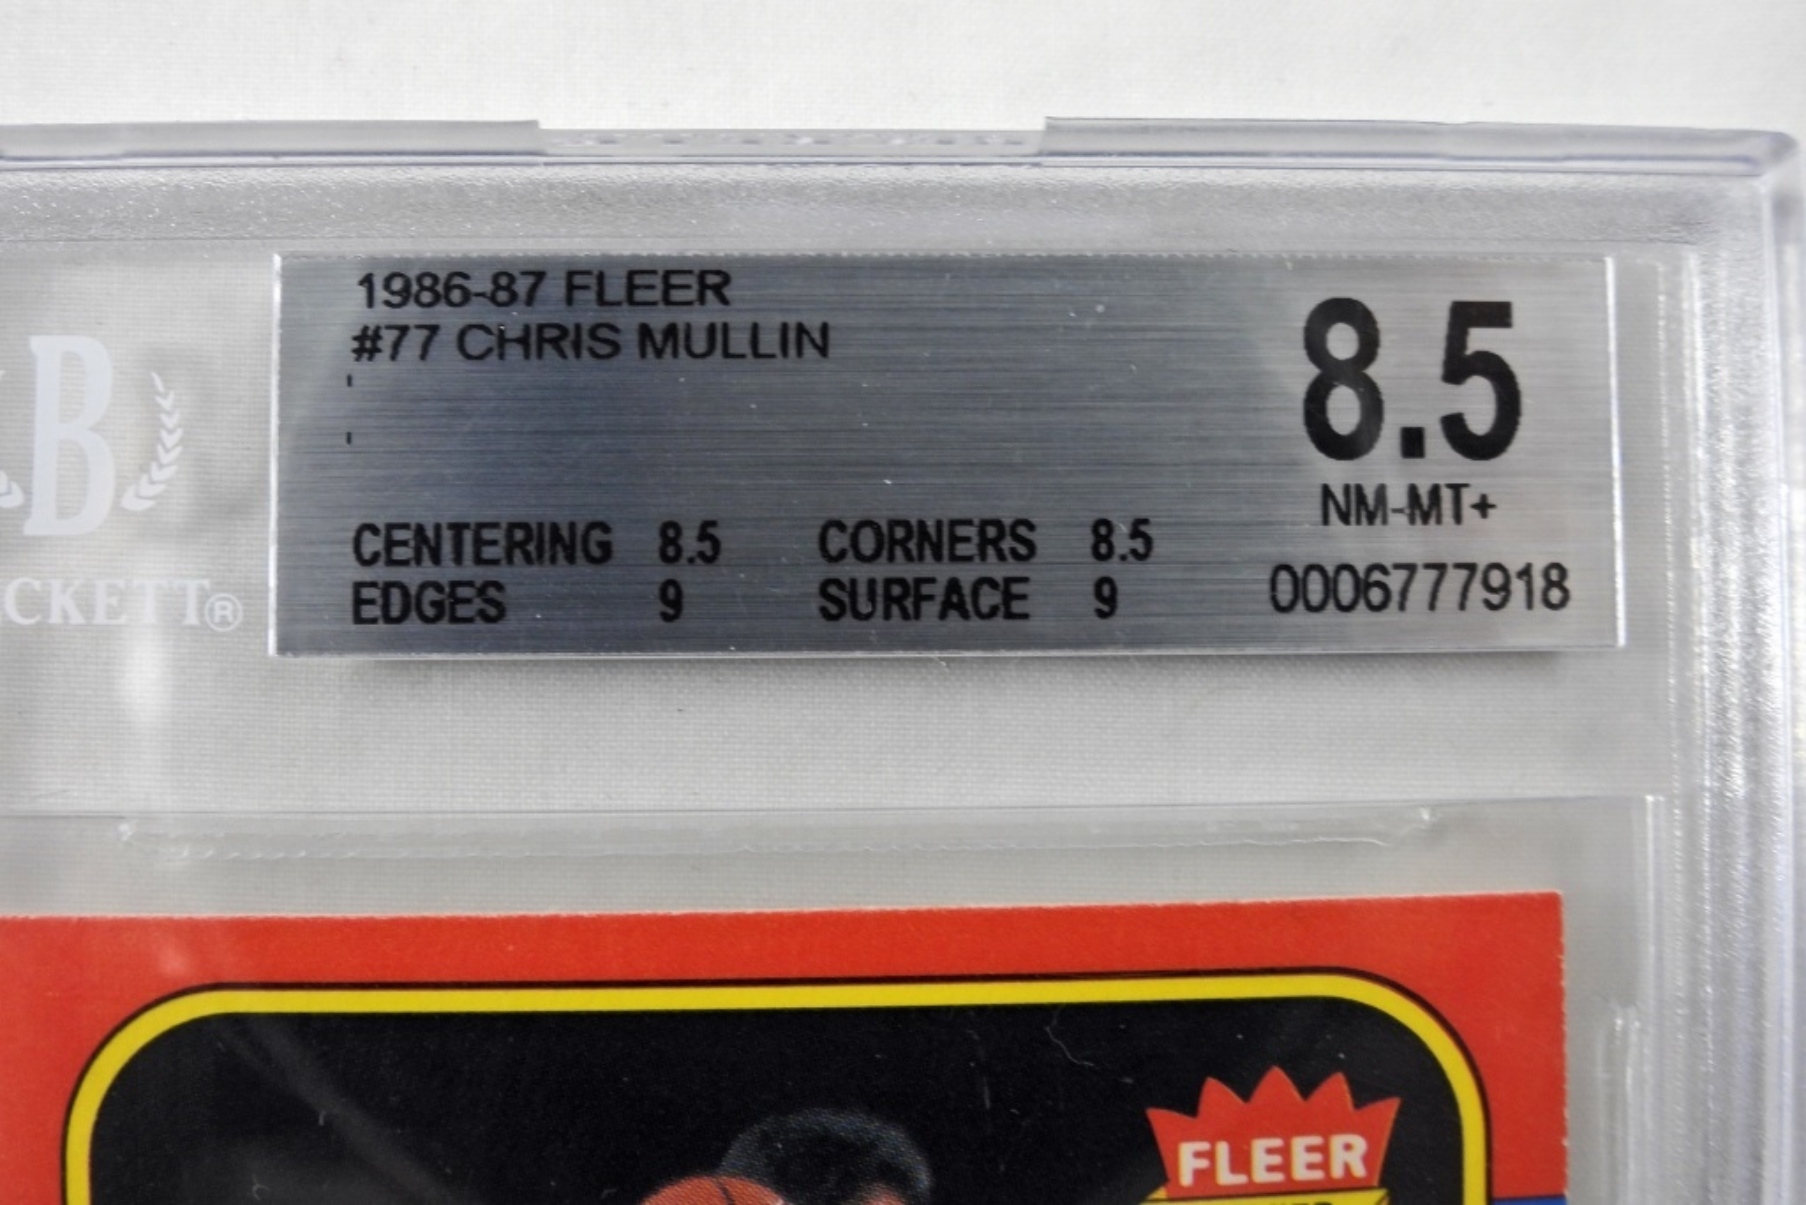 1986-87 FLEER
#77 CHRIS MULLIN
8.5
NM-MT+
CENTERING 8.5 CORNERS 8.5
EDGES 9 SURFACE 9
0006777918
B
CKETT®
FLEER